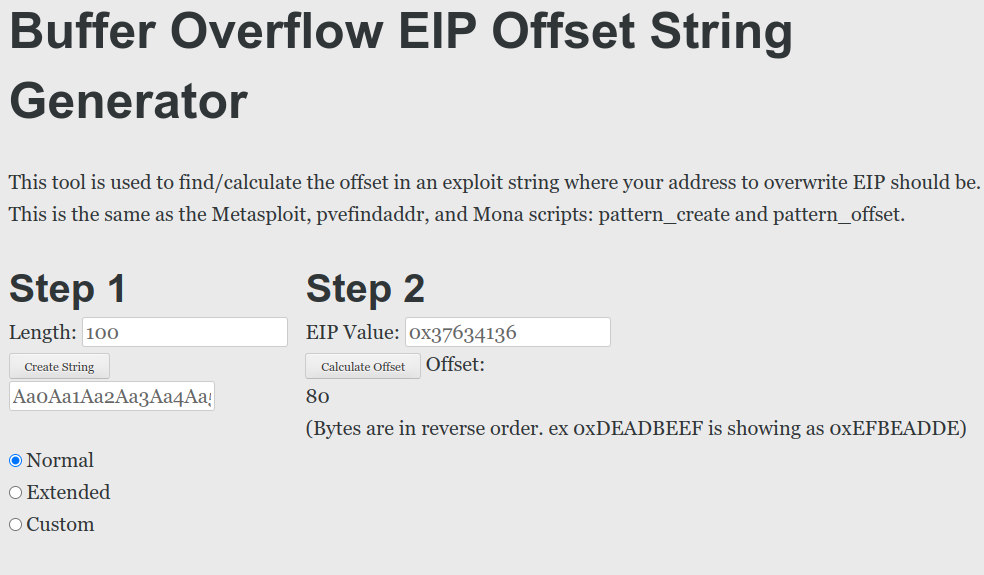 Buffer Overflow EIP Offset String
Generator
This tool is used to find/calculate the offset in an exploit string where your address to overwrite EIP should be.
This is the same as the Metasploit, pvefindaddr, and Mona scripts: pattern_create and pattern_offset.
Step 1
Length: 100
Create String
Aa0Aa1Aa2Aa3Aa4Aa
Normal
Extended
Custom
Step 2
EIP Value: 0x37634136
Calculate Offset Offset:
80
(Bytes are in reverse order. ex 0xDEADBEEF is showing as 0xEFBEADDE)